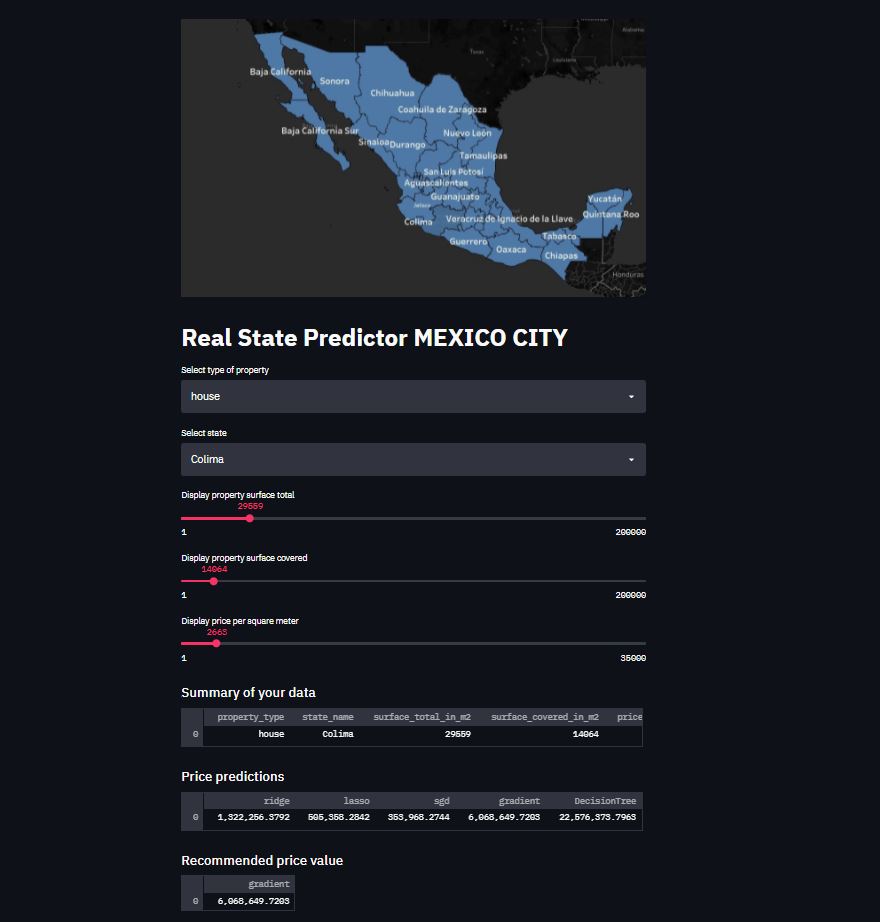 Alabama
Texas
Louisiana
Baja California
Sonora
Chihuahua
Coahuila de Zaragoza
Baja California Sur
Nuevo León
Sinaloa
Durango
Tamaulipas
San Luis Potosí
Aguascalientes
Guanajuato
Yucatán
Jalisco
Quintana Roo
Colima
Veracruz de Ignacio de la Llave
Tabasco
Guerrero
Oaxaca
Chiapas
Honduras
Real State Predictor MEXICO CITY
Select type of property
house
Select state
Colima
Display property surface total
29559
1 200000
Display property surface covered
14064
1 200000
Display price per square meter
2663
1 35000
Summary of your data
property_type state_name surface_total_in_m2 surface_covered_in_m2 price
0 house Colima 29559 14064
Price predictions
ridge lasso sgd gradient DecisionTree
0 1,322,256.3792 505,358.2842 353,968.2744 6,068,649.7203 22,576,373.7963
Recommended price value
gradient
0 6,068,649.7203